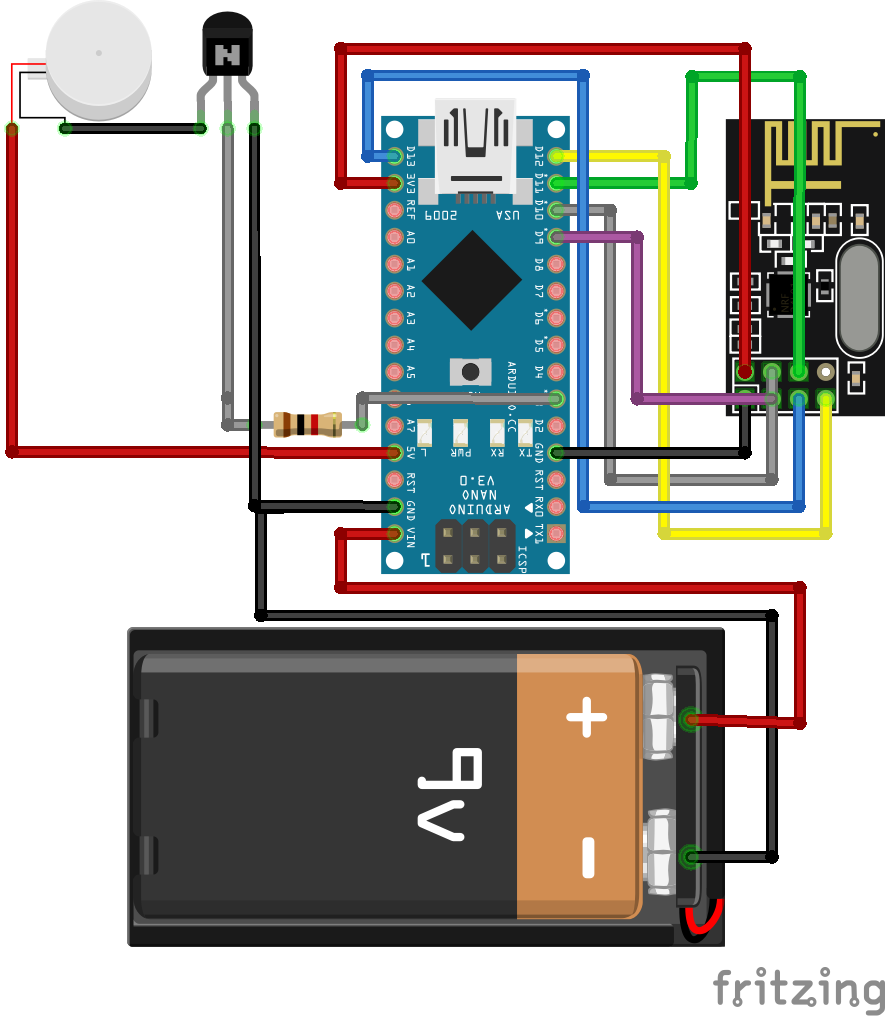 N
D13
3V3
REF
A0
A1
A2
A3
A4
A5
A7
5V
RST
GND
VIN
D12
D11
D10
D9
D8
D7
D6
D5
D4
D2
GND
RST
RX0
TX1
2009
USA
ARDUINO.CC
L
PWR
RX
TX
ARDUINO
NANO
V3.0
1
ICSP
+
9V
-
fritzing